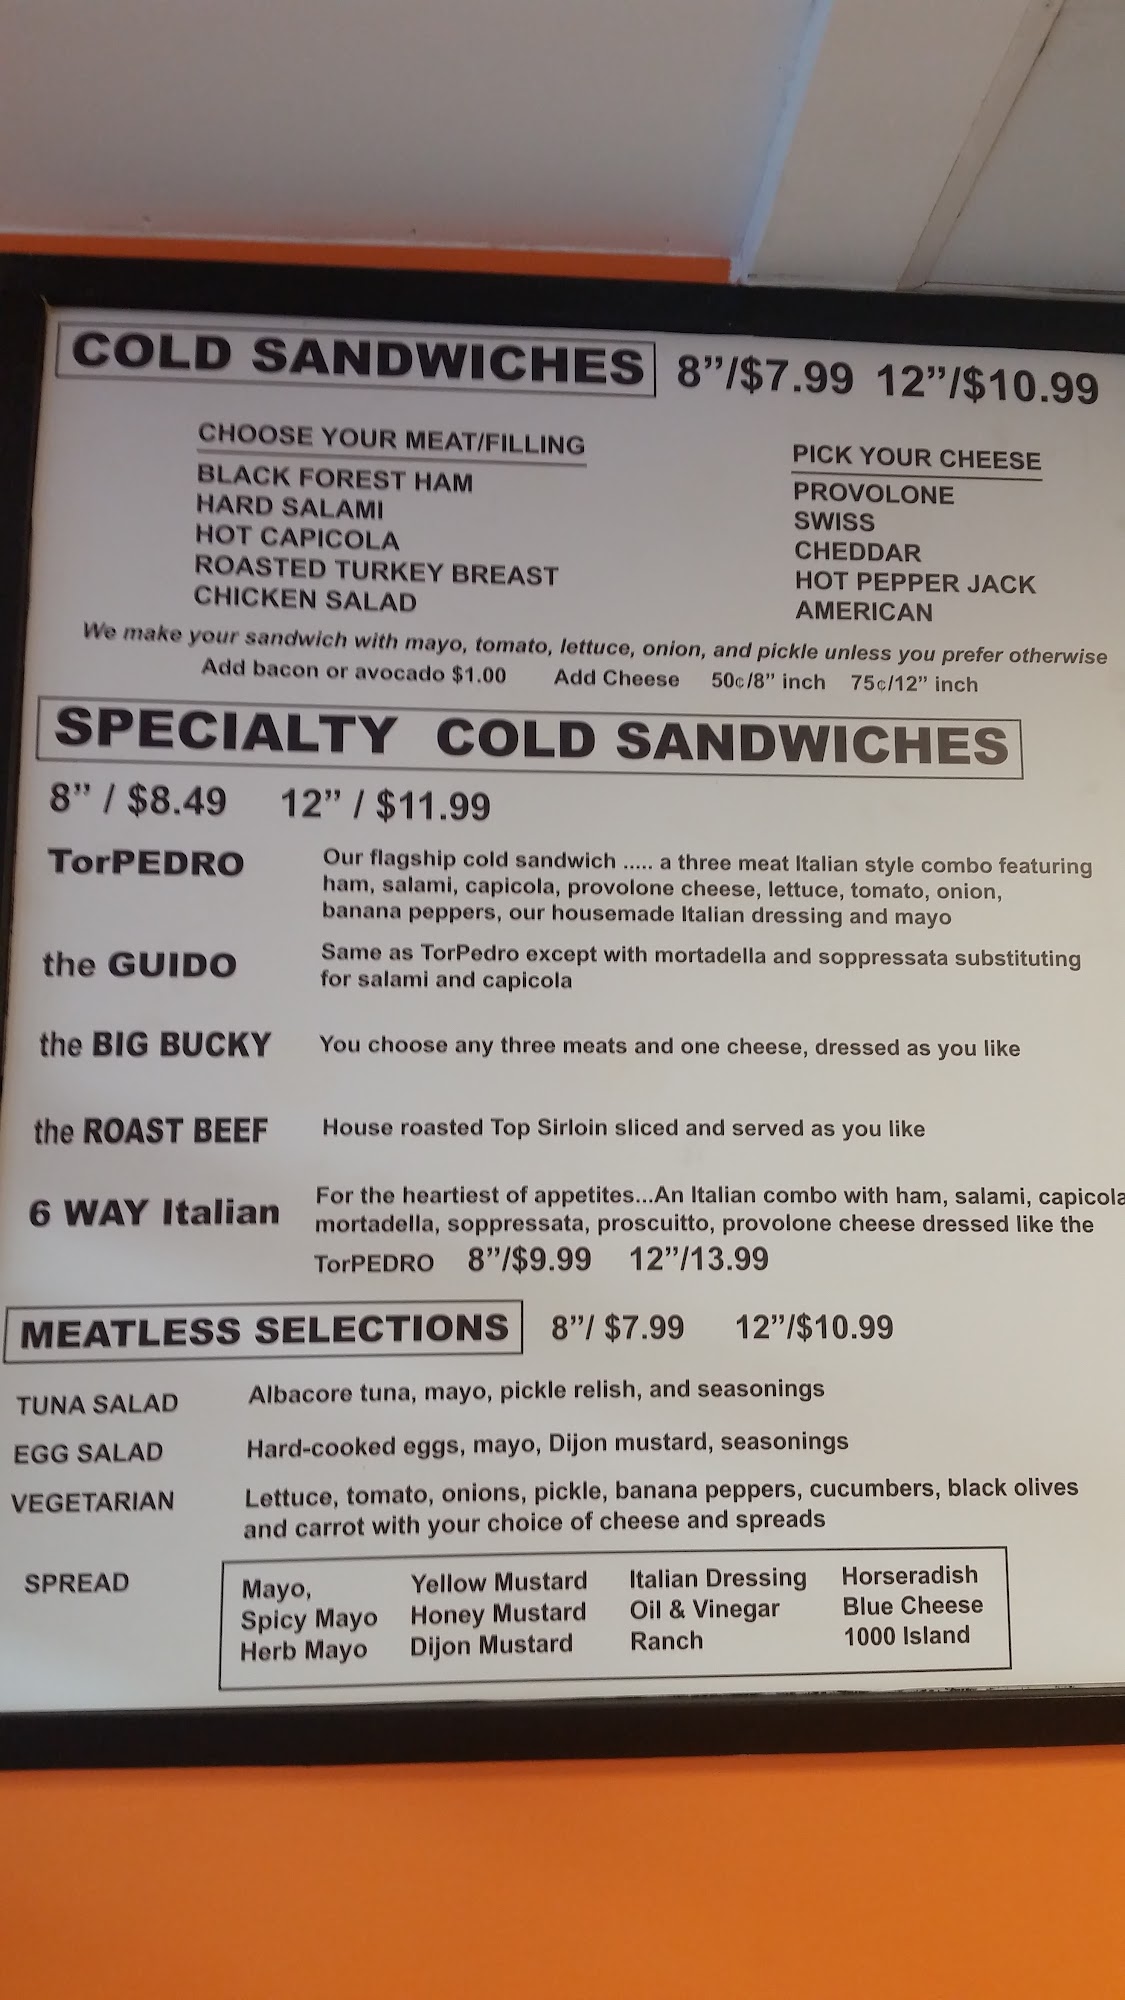 COLD SANDWICHES 8”/$7.99 12”/$10.99
CHOOSE YOUR MEAT/FILLING
BLACK FOREST HAM
HARD SALAMI
HOT CAPICOLA
ROASTED TURKEY BREAST
CHICKEN SALAD
PICK YOUR CHEESE
PROVOLONE
SWISS
CHEDDAR
HOT PEPPER JACK
AMERICAN
We make your sandwich with mayo, tomato, lettuce, onion, and pickle unless you prefer otherwise
Add bacon or avocado $1.00 Add Cheese 50¢/8” inch 75¢/12” inch
SPECIALTY COLD SANDWICHES
8” / $8.49 12” / $11.99
TorPEDRO Our flagship cold sandwich ..... a three meat Italian style combo featuring
ham, salami, capicola, provolone cheese, lettuce, tomato, onion,
banana peppers, our housemade Italian dressing and mayo
the GUIDO Same as TorPedro except with mortadella and soppressata substituting
for salami and capicola
the BIG BUCKY You choose any three meats and one cheese, dressed as you like
the ROAST BEEF House roasted Top Sirloin sliced and served as you like
6 WAY Italian For the heartiest of appetites...An Italian combo with ham, salami, capicola
mortadella, soppressata, proscuitto, provolone cheese dressed like the
TorPEDRO 8”/$9.99 12”/13.99
MEATLESS SELECTIONS 8”/ $7.99 12”/$10.99
TUNA SALAD Albacore tuna, mayo, pickle relish, and seasonings
EGG SALAD Hard-cooked eggs, mayo, Dijon mustard, seasonings
VEGETARIAN Lettuce, tomato, onions, pickle, banana peppers, cucumbers, black olives
and carrot with your choice of cheese and spreads
SPREAD
Mayo, Yellow Mustard Italian Dressing Horseradish
Spicy Mayo Honey Mustard Oil & Vinegar Blue Cheese
Herb Mayo Dijon Mustard Ranch 1000 Island